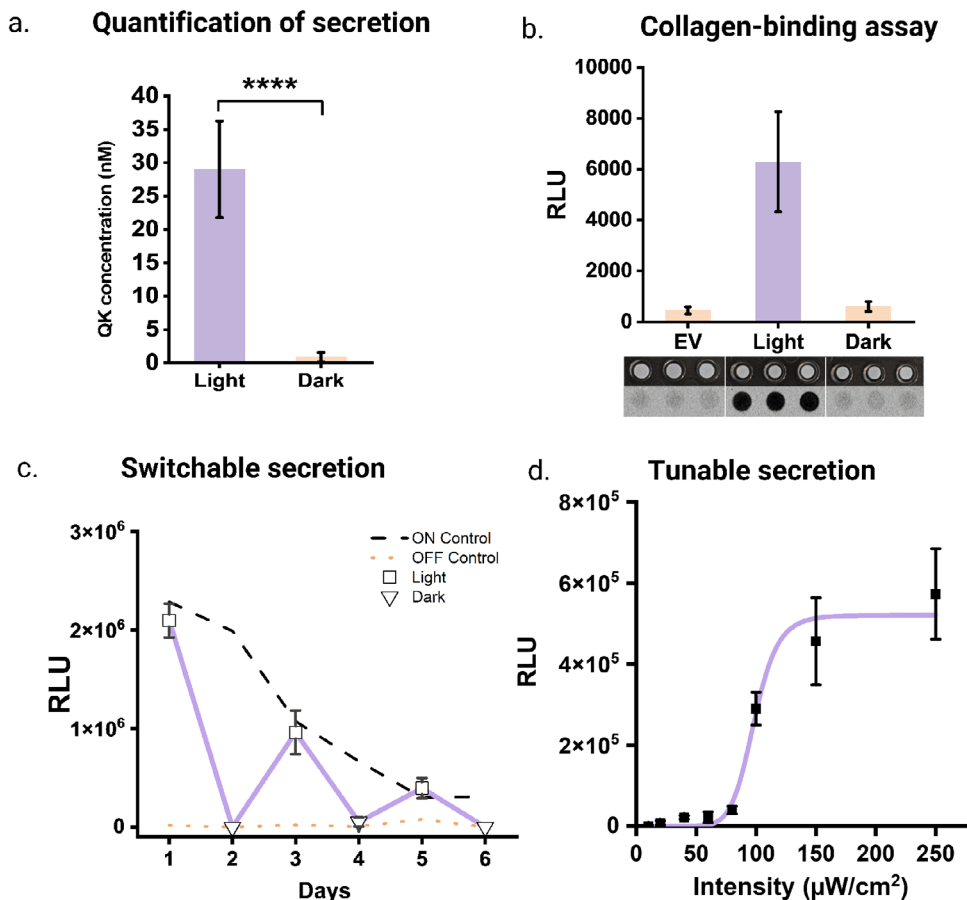 a. Quantification of secretion
****
QK concentration (nM)
40
35
30
25
20
15
10
5
0
Light Dark
b. Collagen-binding assay
RLU
10000
8000
6000
4000
2000
0
EV Light Dark
c. Switchable secretion
RLU
3×10⁶
2×10⁶
1×10⁶
0
ON Control
OFF Control
Light
Dark
1 2 3 4 5 6
Days
d. Tunable secretion
RLU
8×10⁵
6×10⁵
4×10⁵
2×10⁵
0
0 50 100 150 200 250
Intensity (µW/cm²)